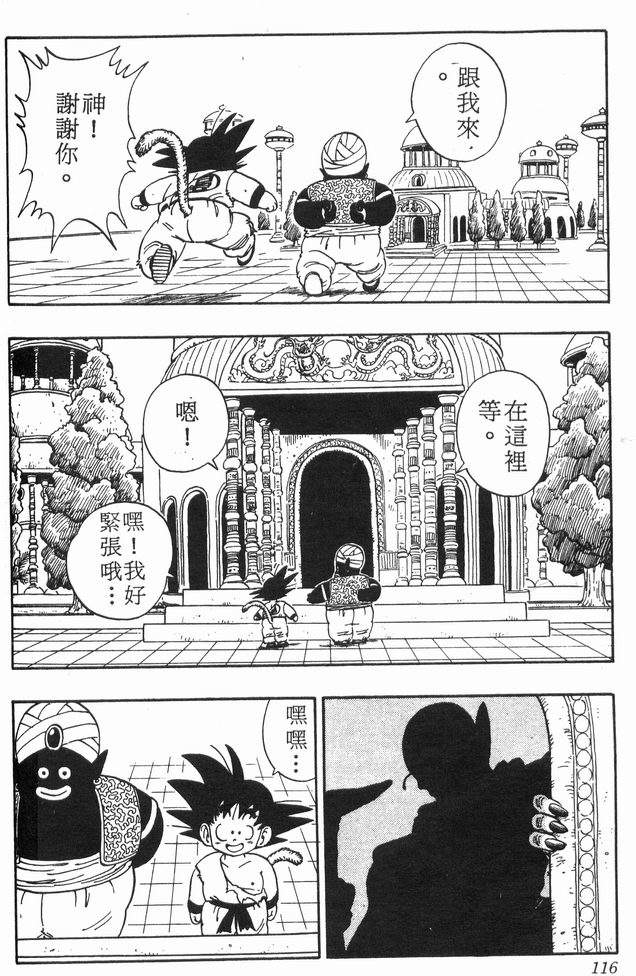 跟我來
。
神！
謝謝你。
在這裡
等。
嗯！
嘿！我好
緊張哦…
嘿
嘿…
116